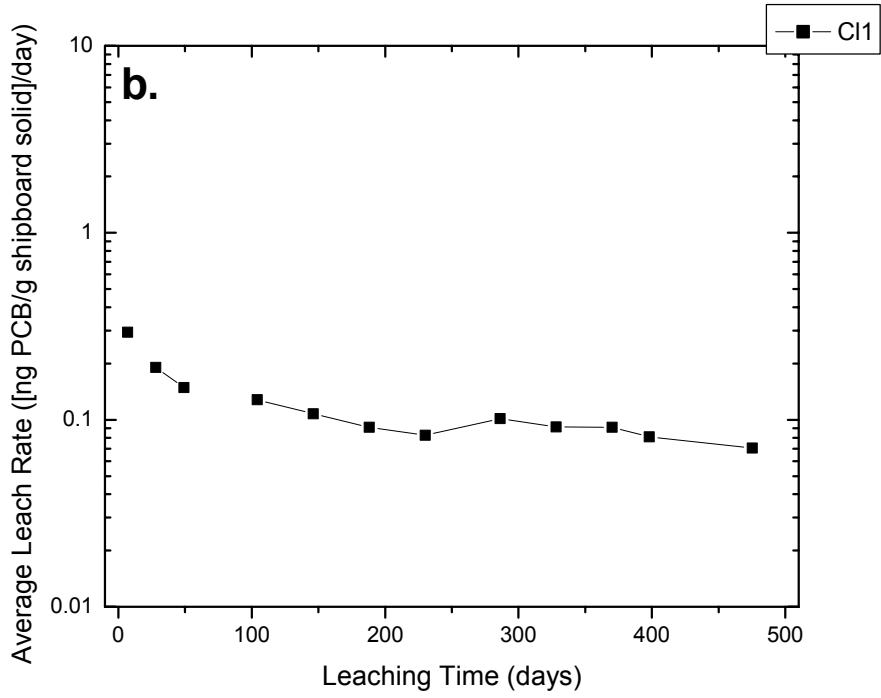 Cl1
b.
Average Leach Rate ([ng PCB/g shipboard solid]/day)
10
1
0.1
0.01
0
100
200
300
400
500
Leaching Time (days)